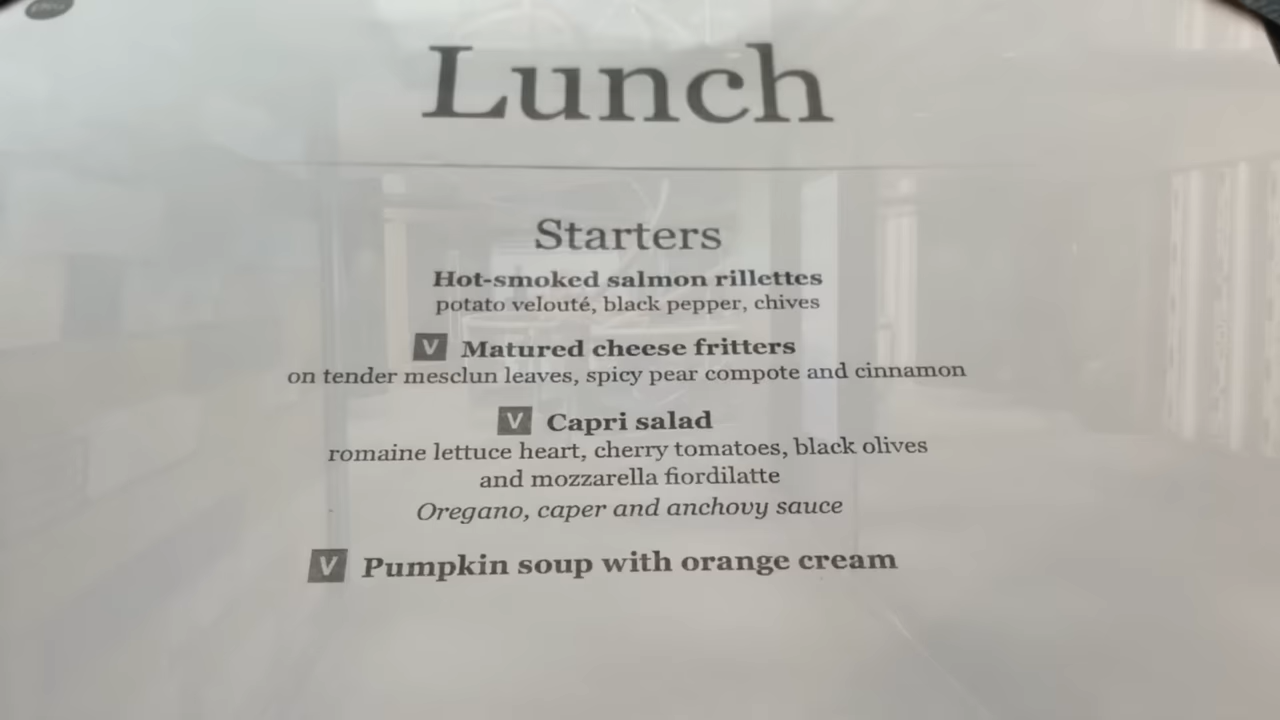 Lunch
Starters
Hot-smoked salmon rillettes
potato velouté, black pepper, chives
V Matured cheese fritters
on tender mesclun leaves, spicy pear compote and cinnamon
V Capri salad
romaine lettuce heart, cherry tomatoes, black olives
and mozzarella fiordilatte
Oregano, caper and anchovy sauce
V Pumpkin soup with orange cream